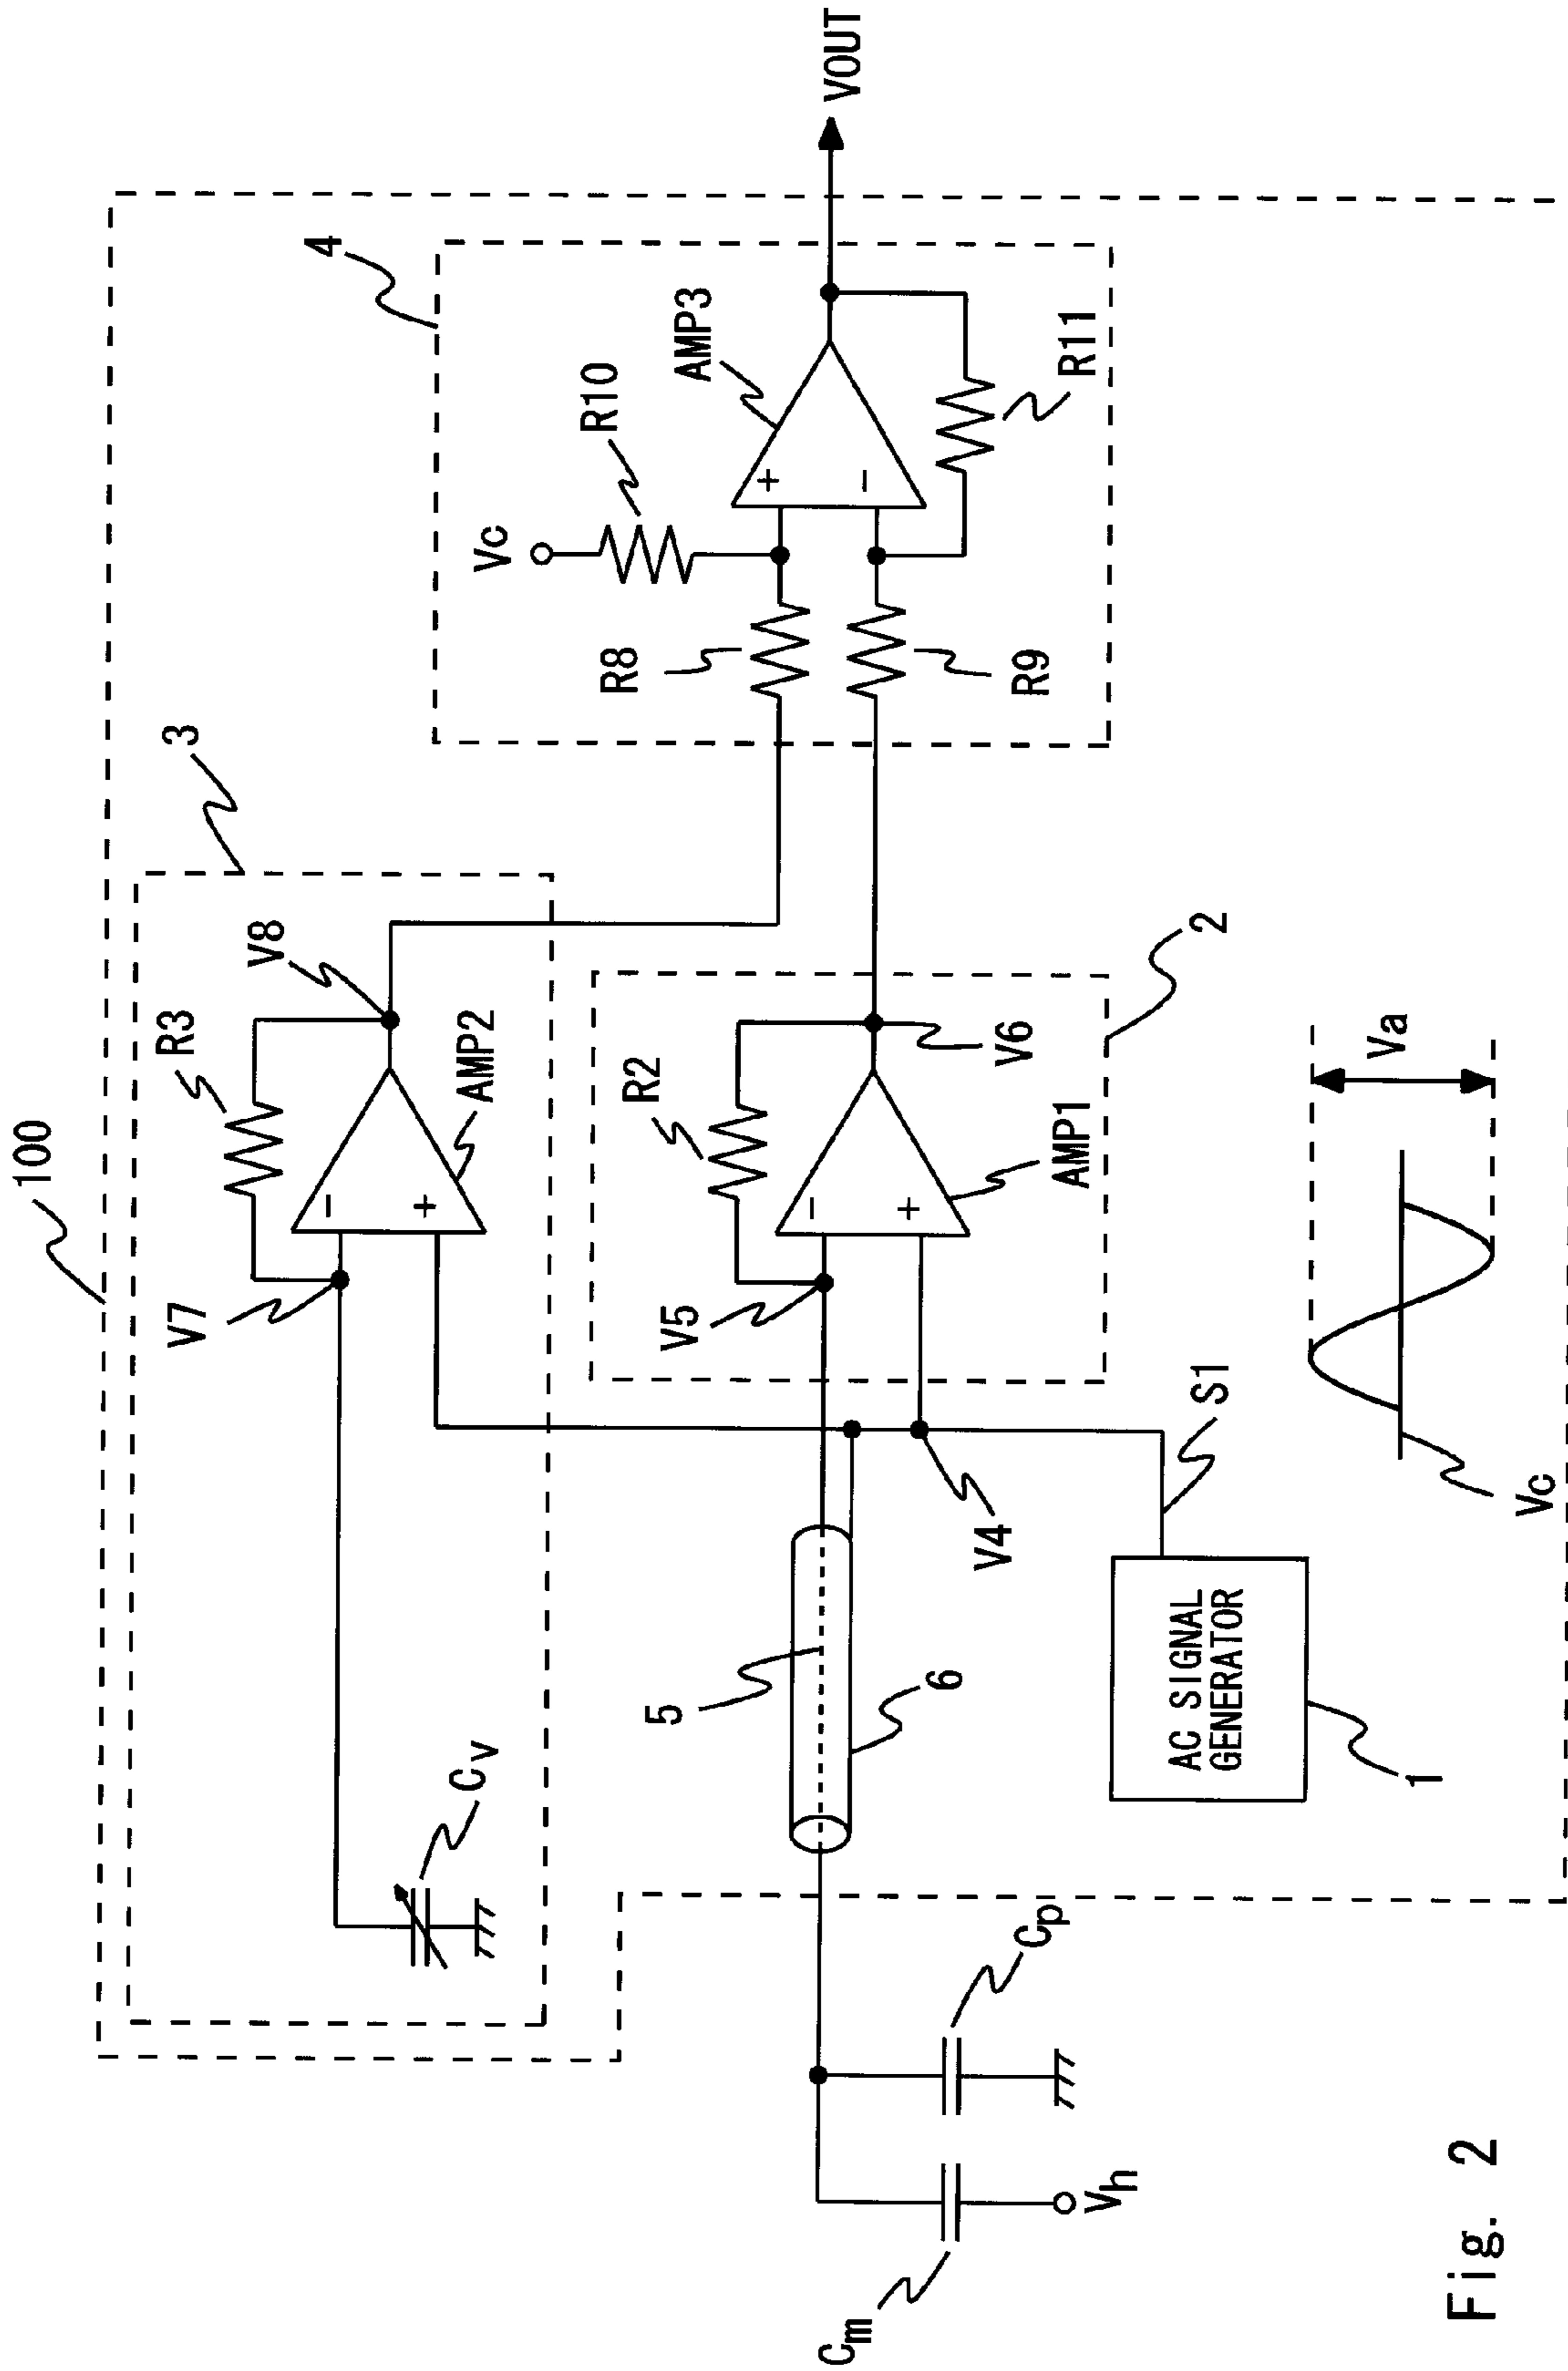 100
3
R3
V8
V7
AMP2
Cv
4
Vc
R10
AMP3
VOUT
R8
R9
R11
R2
V5
V6
AMP1
2
5
6
V4
S1
AC SIGNAL
GENERATOR
1
Va
Vc
Cm
Vh
Cp
Fig. 2